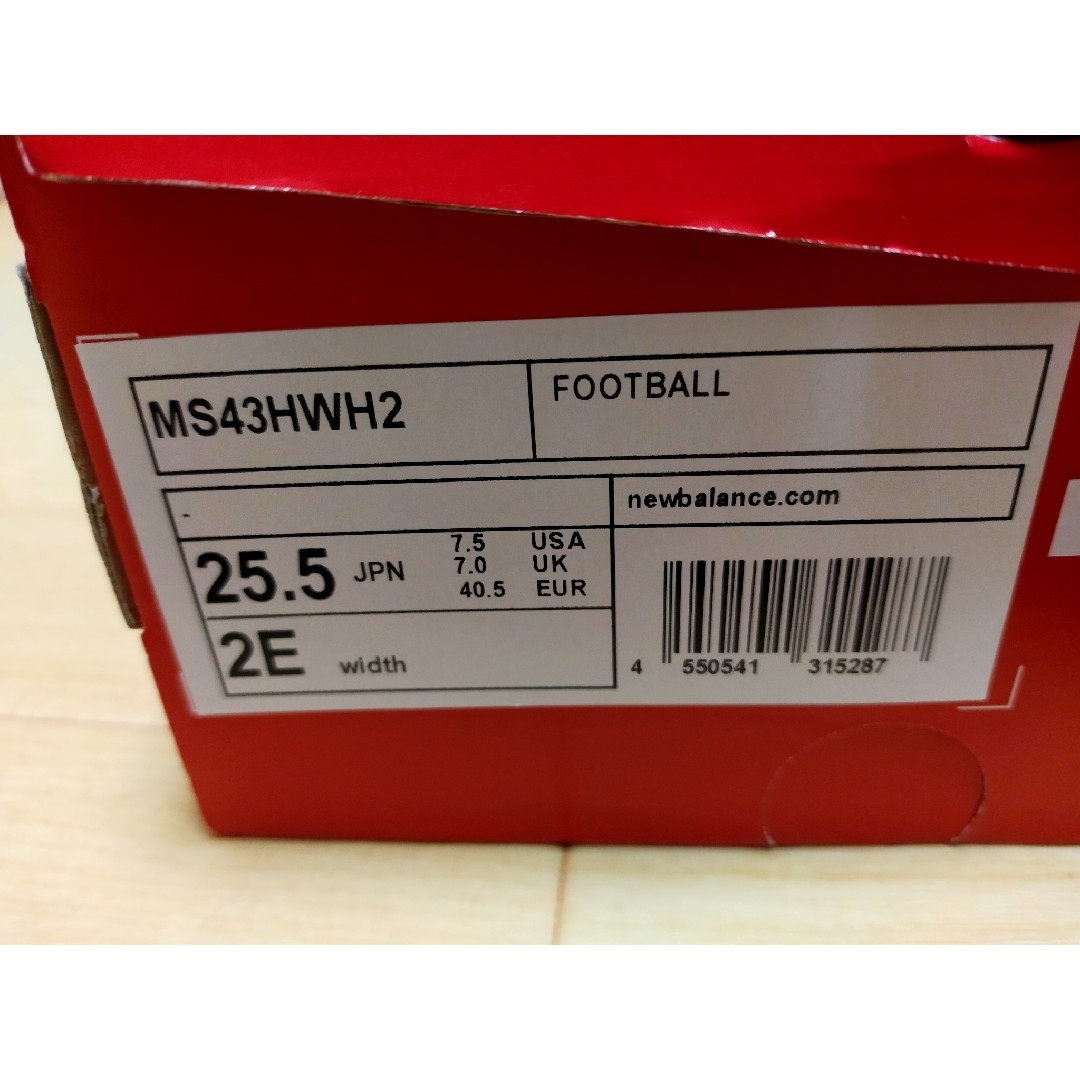 MS43HWH2 FOOTBALL
- newbalance.com
25.5 JPN 7.5 USA
7.0 UK
40.5 EUR
2E width
4 550541 315287